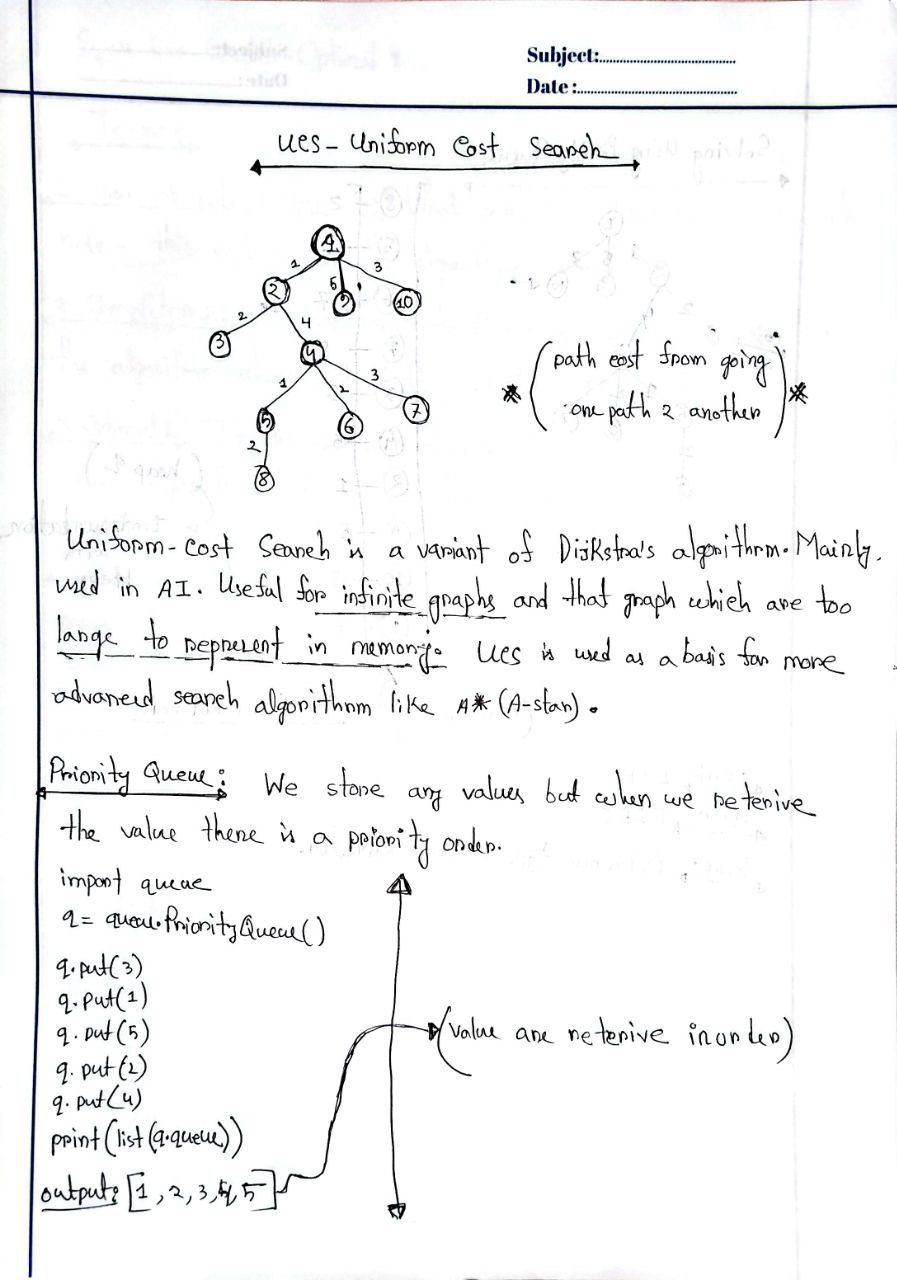 Subject:
Date :
UCS - Uniform Cost Search
1
1 5 3
2 9 10
2 4
3 4
1 2 3
5 6 7
2
8
* (path cost from going
one path 2 another) *
Uniform-Cost Search is a variant of Dijkstra's algorithm. Mainly
used in AI. Useful for infinite graphs and that graph which are too
large to represent in memory. UCS is used as a basis for more
advanced search algorithm like A* (A-star).
Priority Queue: We store any values but when we reterive
the value there is a priority order.
import queue
q = queue.PriorityQueue()
q.put(3)
q.put(1)
q.put(5)
q.put(2)
q.put(4)
print(list(q.queue))
output: [1, 2, 3, 4, 5]
(value are reterive inorder)